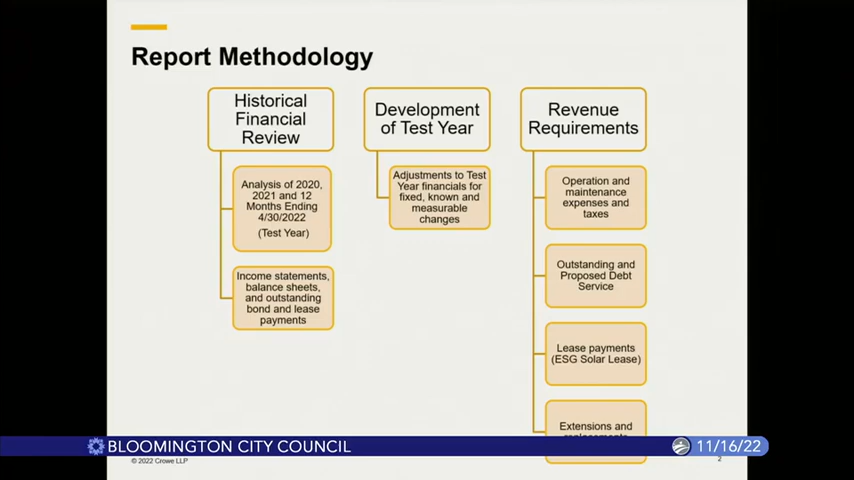 Report Methodology
Historical
Financial
Review
Analysis of 2020,
2021 and 12
Months Ending
4/30/2022
(Test Year)
Income statements,
balance sheets,
and outstanding
bond and lease
payments
Development
of Test Year
Adjustments to Test
Year financials for
fixed, known and
measurable
changes
Revenue
Requirements
Operation and
maintenance
expenses and
taxes
Outstanding and
Proposed Debt
Service
Lease payments
(ESG Solar Lease)
Extensions and
BLOOMINGTON CITY COUNCIL
11/16/22
© 2022 Crowe LLP
2